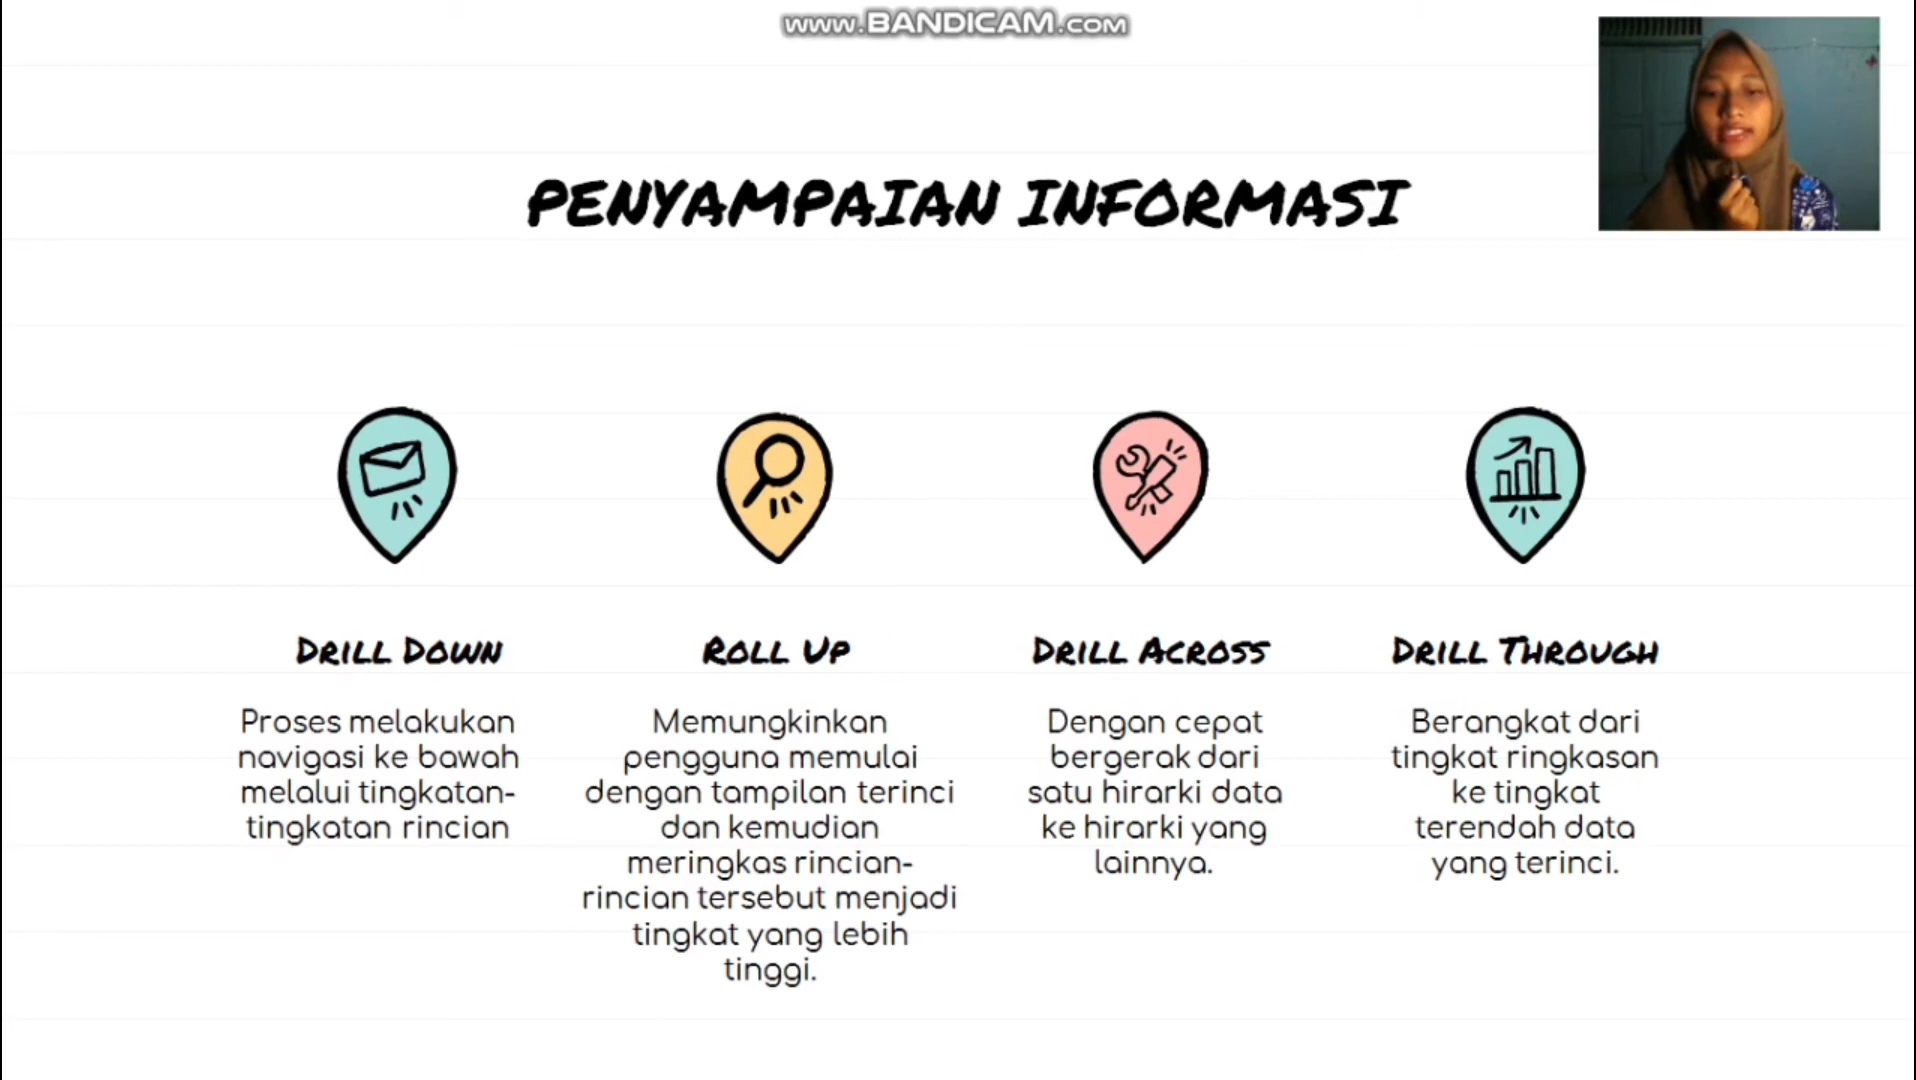 www.BANDICAM.com
PENYAMPAIAN INFORMASI
DRILL DOWN
Proses melakukan
navigasi ke bawah
melalui tingkatan-
tingkatan rincian
ROLL UP
Memungkinkan
pengguna memulai
dengan tampilan terinci
dan kemudian
meringkas rincian-
rincian tersebut menjadi
tingkat yang lebih
tinggi.
DRILL ACROSS
Dengan cepat
bergerak dari
satu hirarki data
ke hirarki yang
lainnya.
DRILL THROUGH
Berangkat dari
tingkat ringkasan
ke tingkat
terendah data
yang terinci.